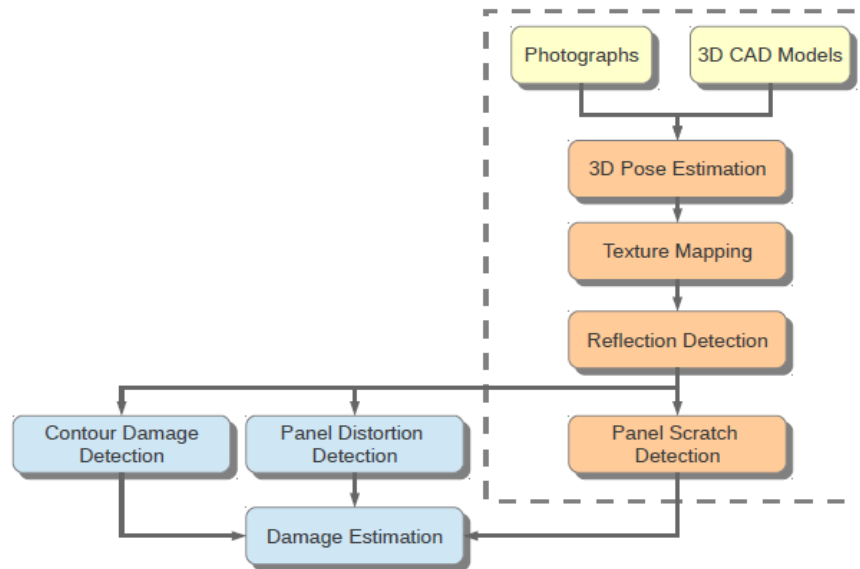 Photographs
3D CAD Models
3D Pose Estimation
Texture Mapping
Reflection Detection
Contour Damage
Detection
Panel Distortion
Detection
Panel Scratch
Detection
Damage Estimation